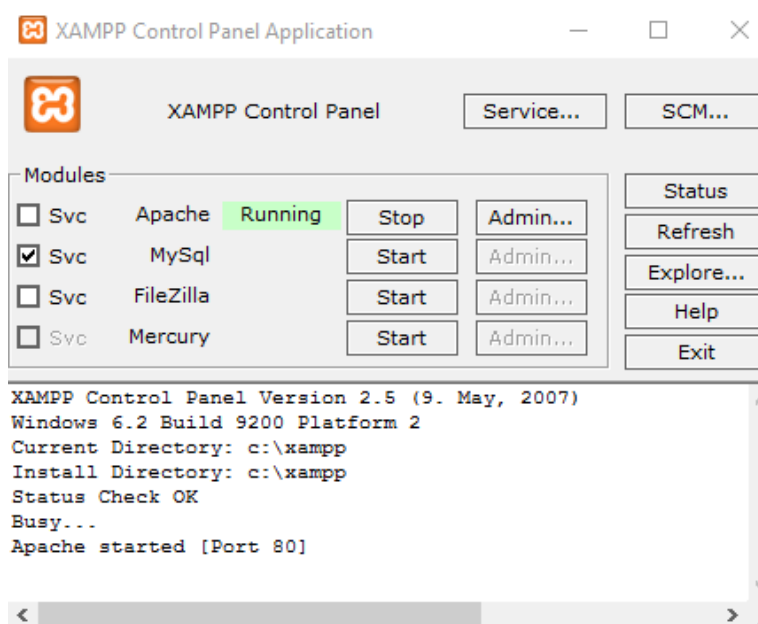 XAMPP Control Panel Application
XAMPP Control Panel Service... SCM...
Modules
Svc Apache Running Stop Admin...
Svc MySql Start Admin...
Svc FileZilla Start Admin...
Svc Mercury Start Admin...
Status
Refresh
Explore...
Help
Exit
XAMPP Control Panel Version 2.5 (9. May, 2007)
Windows 6.2 Build 9200 Platform 2
Current Directory: c:\xampp
Install Directory: c:\xampp
Status Check OK
Busy...
Apache started [Port 80]